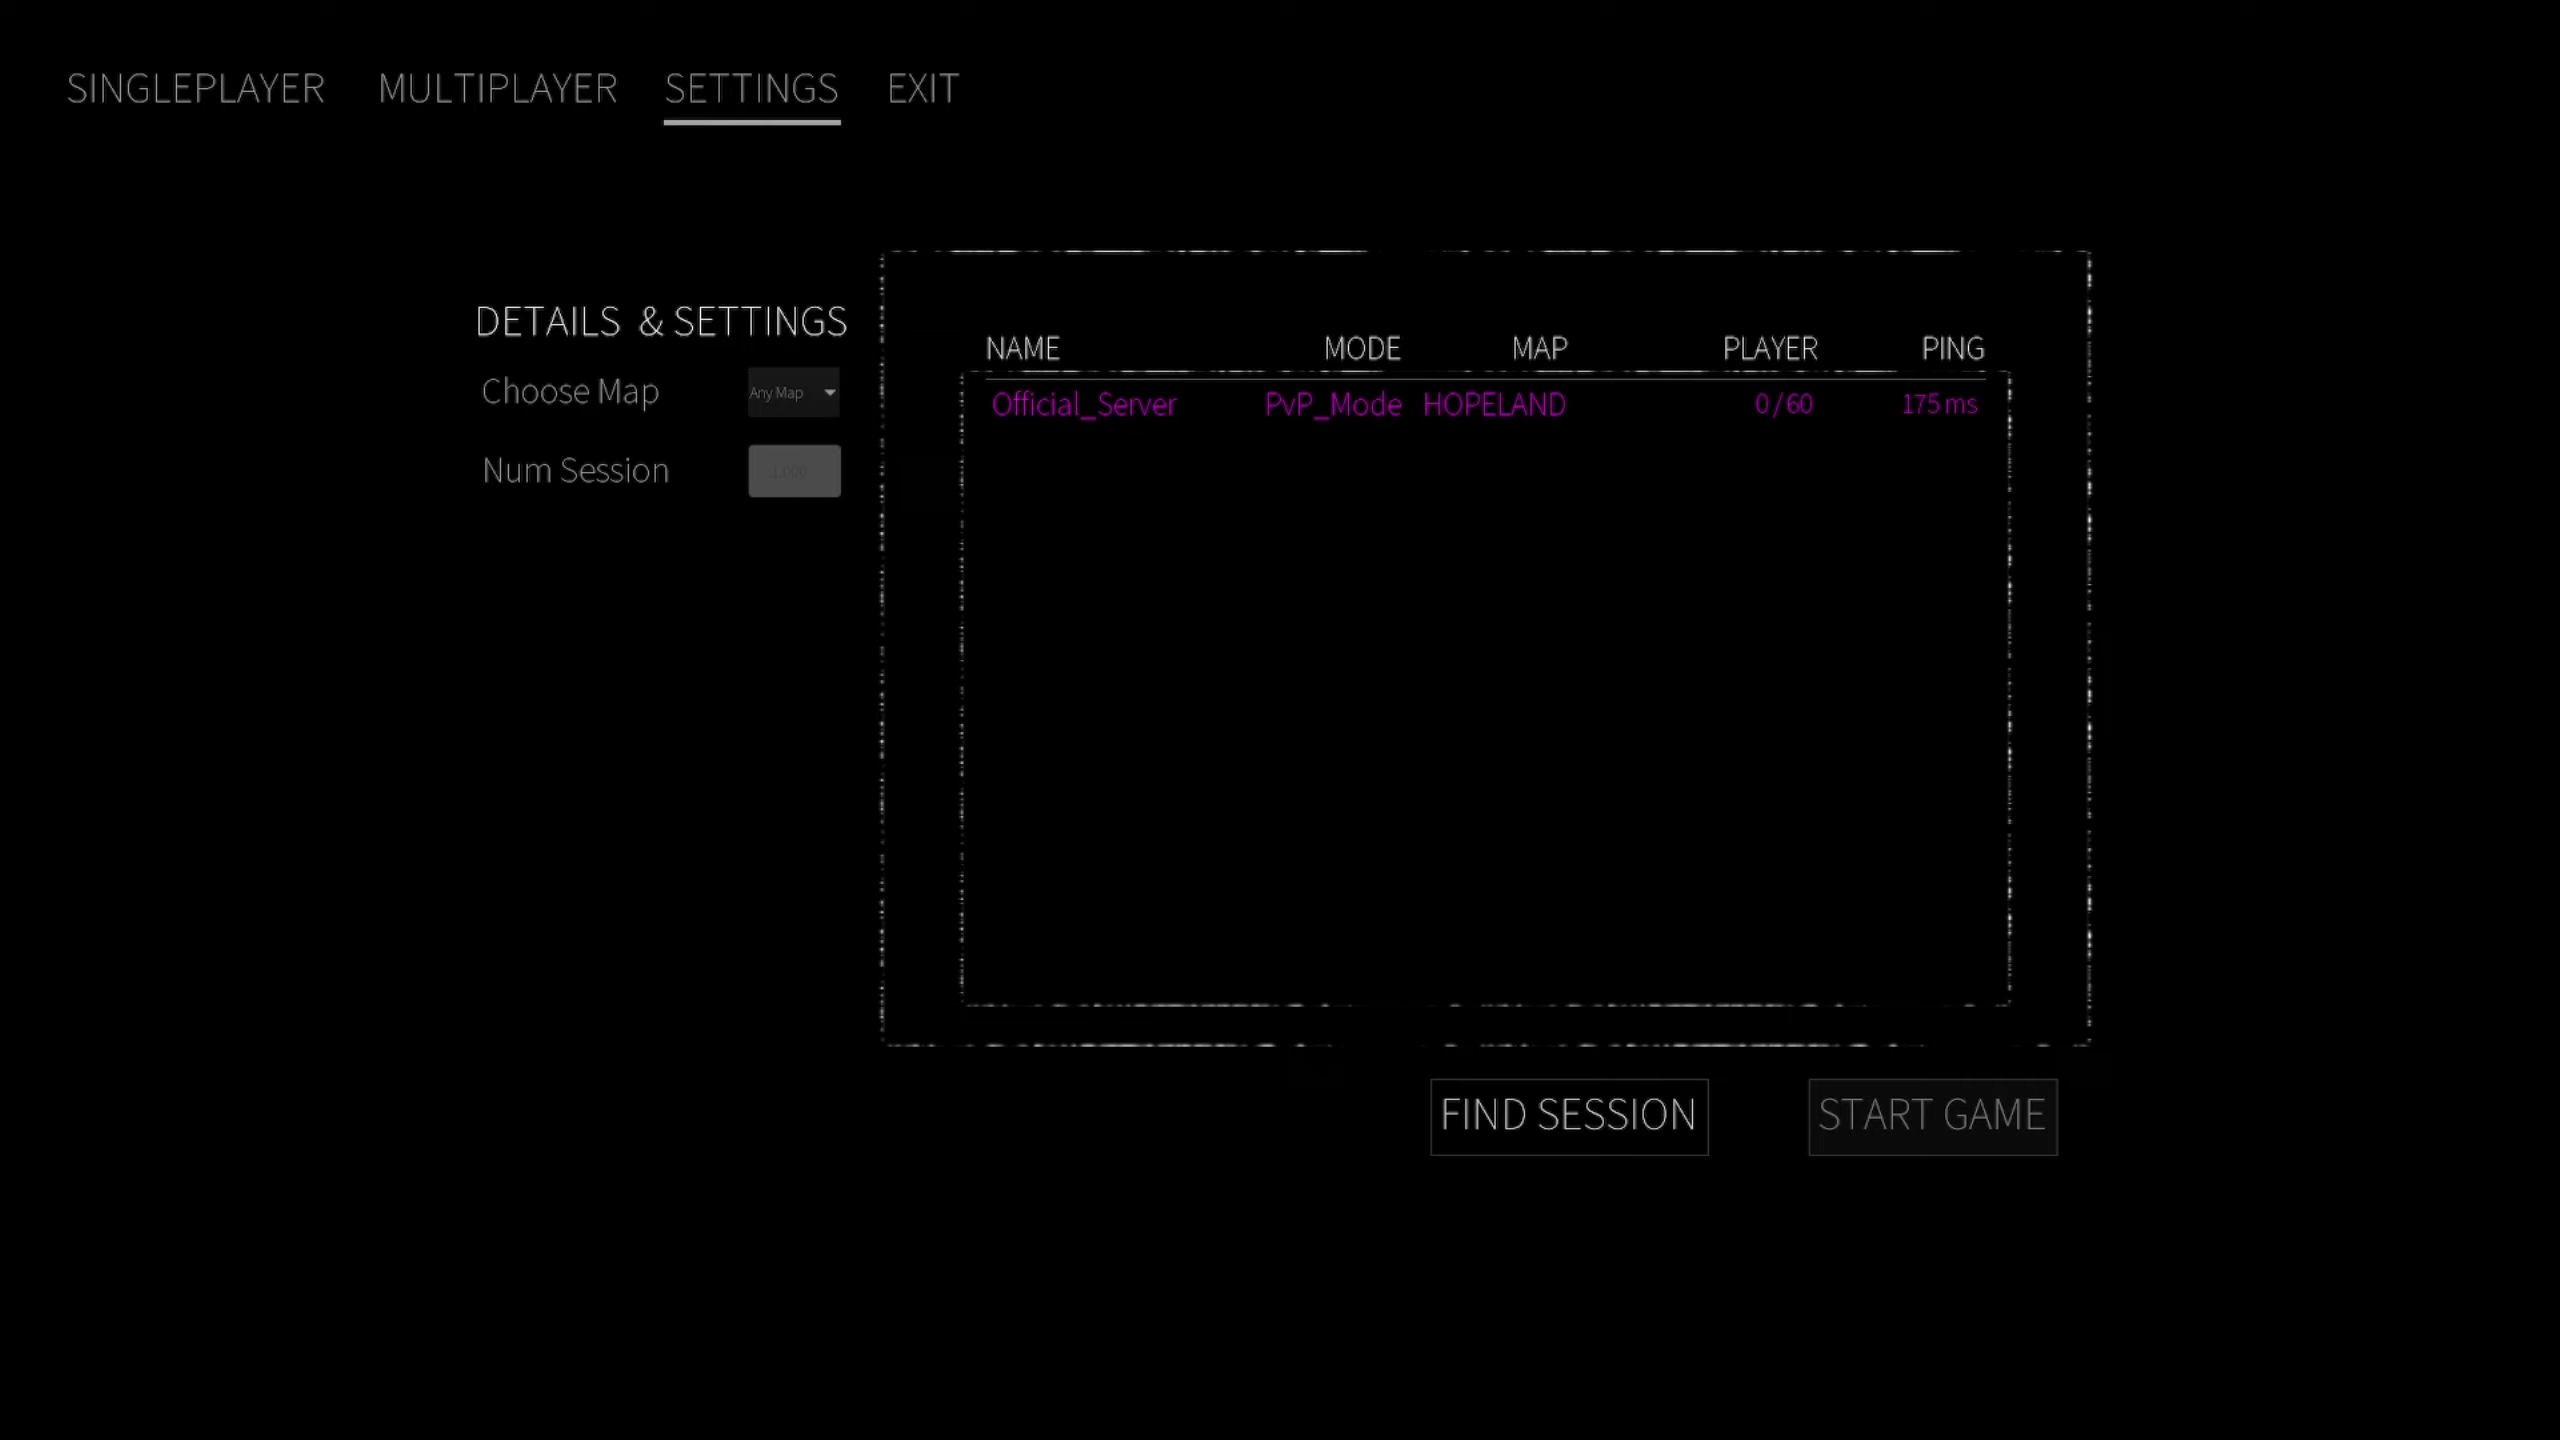 SINGLEPLAYER MULTIPLAYER SETTINGS EXIT
DETAILS & SETTINGS
Choose Map Any Map
Num Session
NAME MODE MAP PLAYER PING
Official_Server PvP_Mode HOPELAND 0/60 175 ms
FIND SESSION START GAME